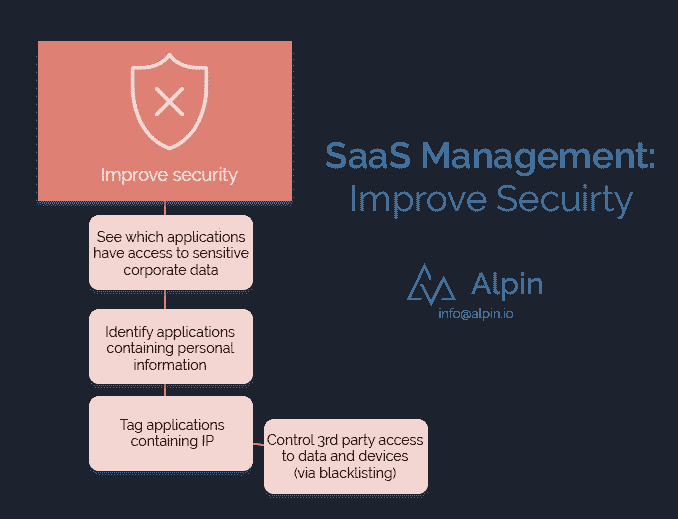 Improve security
See which applications
have access to sensitive
corporate data
Identify applications
containing personal
information
Tag applications
containing IP
Control 3rd party access
to data and devices
(via blacklisting)
SaaS Management:
Improve Secuirty
Alpin
info@alpin.io